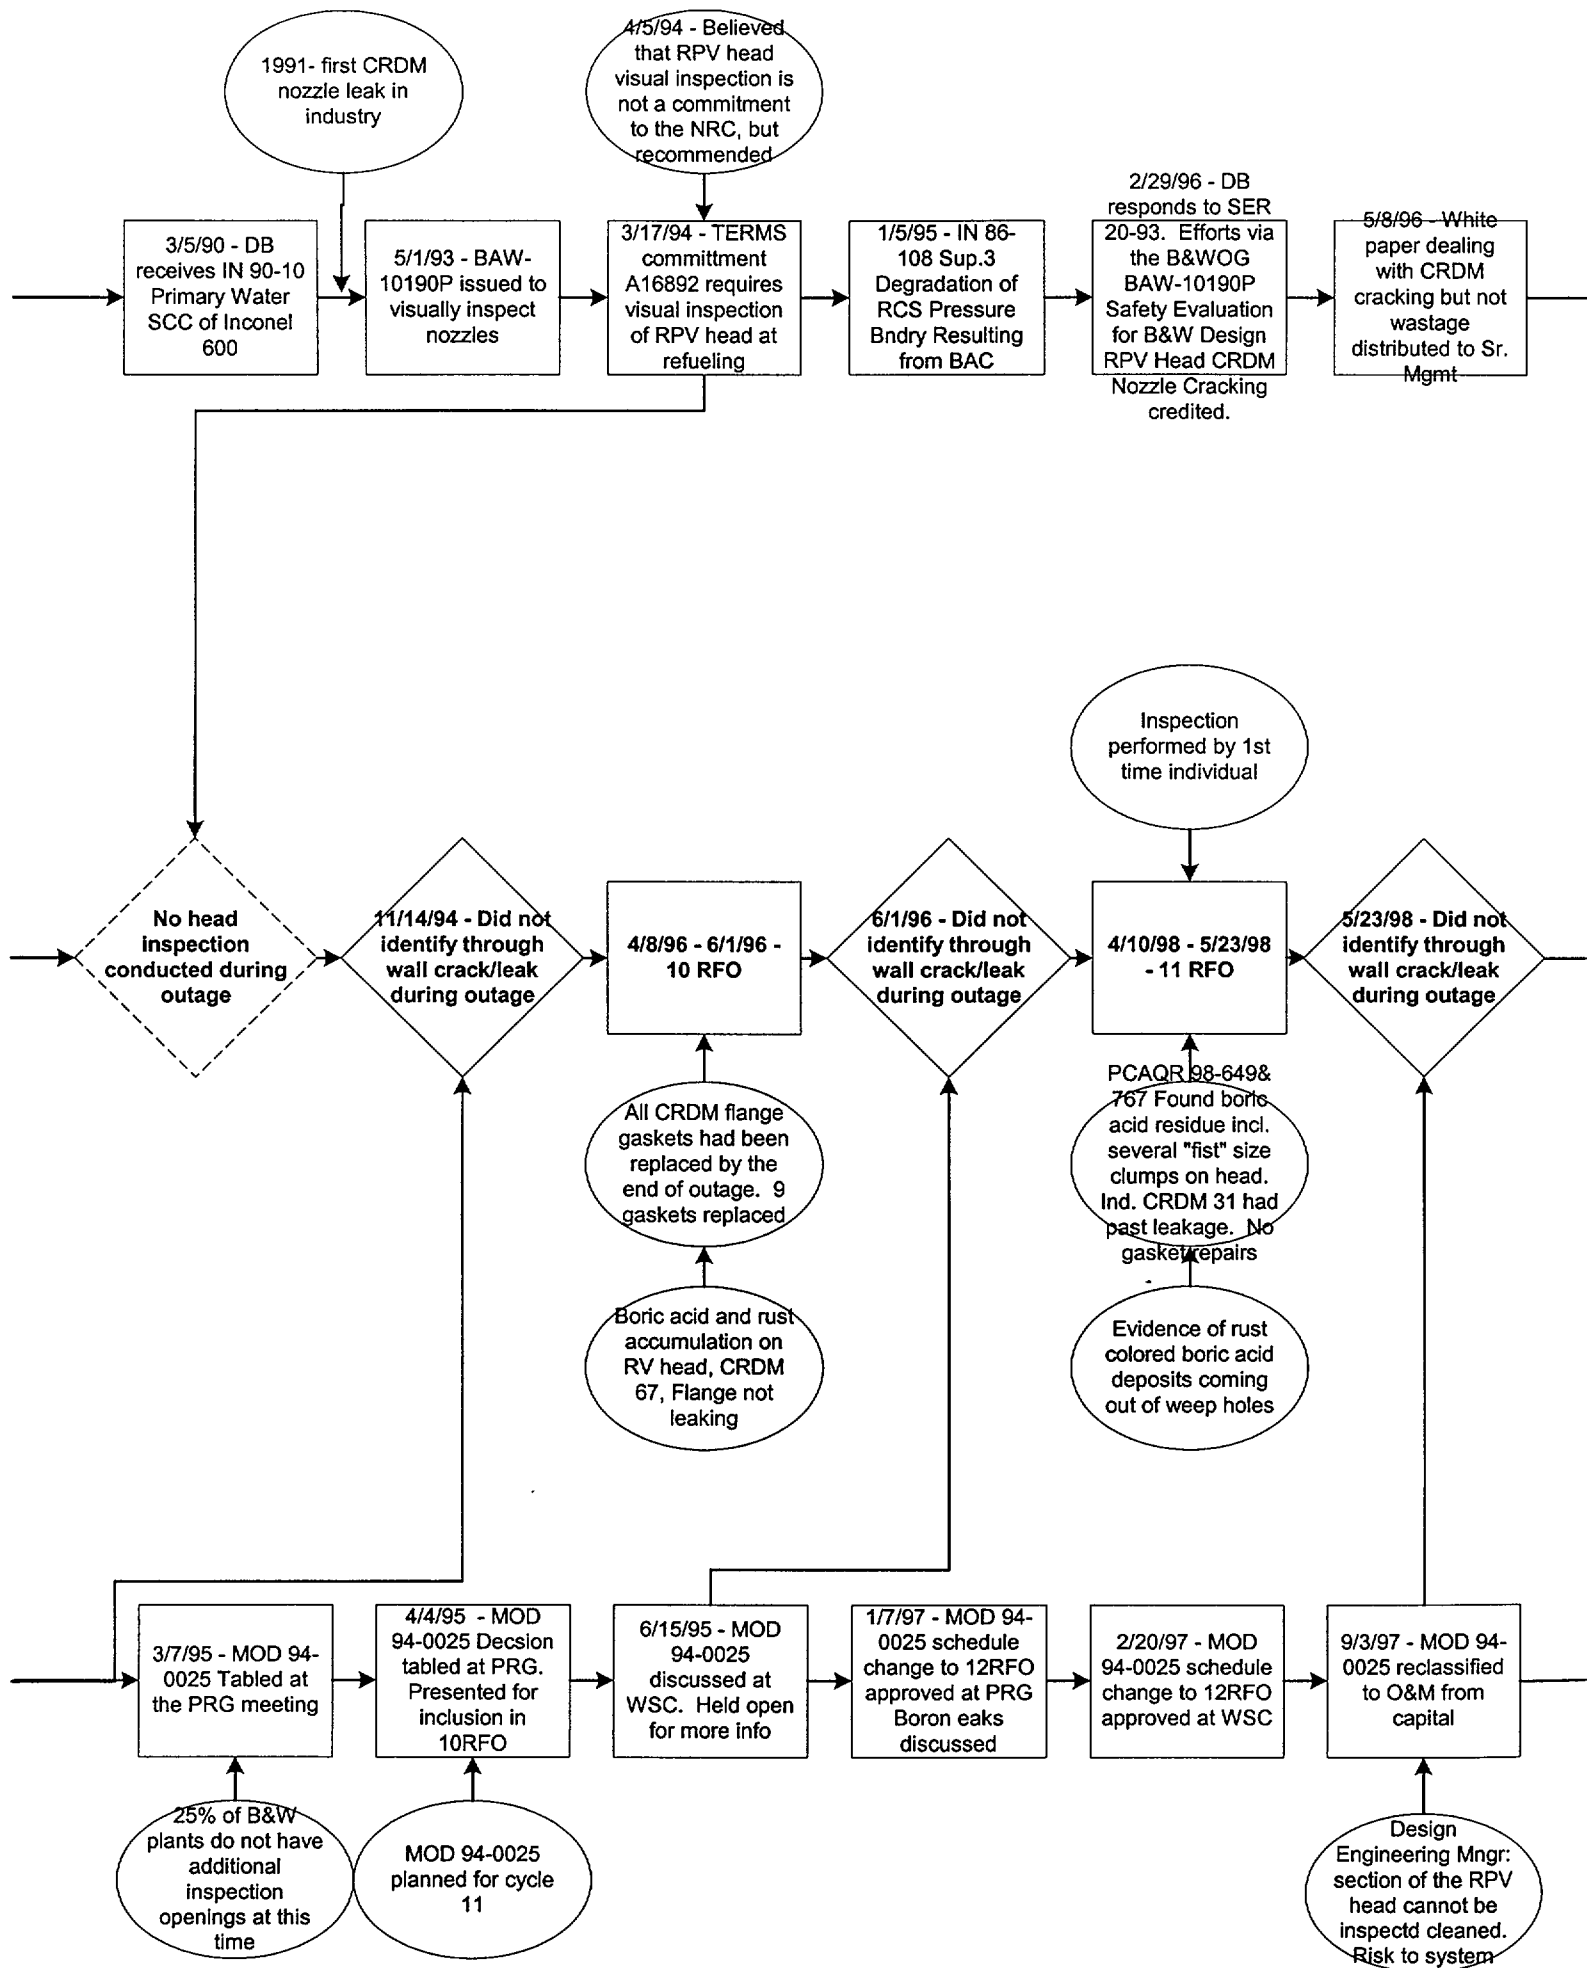 1991- first CRDM
nozzle leak in
industry
4/5/94 - Believed
that RPV head
visual inspection is
not a commitment
to the NRC, but
recommended
3/5/90 - DB
receives IN 90-10
Primary Water
SCC of Inconel
600
5/1/93 - BAW-
10190P issued to
visually inspect
nozzles
3/17/94 - TERMS
committment
A16892 requires
visual inspection
of RPV head at
refueling
1/5/95 - IN 86-
108 Sup.3
Degradation of
RCS Pressure
Bndry Resulting
from BAC
2/29/96 - DB
responds to SER
20-93. Efforts via
the B&WOG
BAW-10190P
Safety Evaluation
for B&W Design
RPV Head CRDM
Nozzle Cracking
credited.
5/8/96 - White
paper dealing
with CRDM
cracking but not
wastage
distributed to Sr.
Mgmt
Inspection
performed by 1st
time individual
No head
inspection
conducted during
outage
11/14/94 - Did not
identify through
wall crack/leak
during outage
4/8/96 - 6/1/96 -
10 RFO
6/1/96 - Did not
identify through
wall crack/leak
during outage
4/10/98 - 5/23/98
- 11 RFO
5/23/98 - Did not
identify through
wall crack/leak
during outage
All CRDM flange
gaskets had been
replaced by the
end of outage. 9
gaskets replaced
PCAQR 98-649&
767 Found boric
acid residue incl.
several "fist" size
clumps on head.
Ind. CRDM 31 had
past leakage. No
gasket repairs
Boric acid and rust
accumulation on
RV head, CRDM
67, Flange not
leaking
Evidence of rust
colored boric acid
deposits coming
out of weep holes
3/7/95 - MOD 94-
0025 Tabled at
the PRG meeting
4/4/95 - MOD
94-0025 Decsion
tabled at PRG.
Presented for
inclusion in
10RFO
6/15/95 - MOD
94-0025
discussed at
WSC. Held open
for more info
1/7/97 - MOD 94-
0025 schedule
change to 12RFO
approved at PRG
Boron eaks
discussed
2/20/97 - MOD
94-0025 schedule
change to 12RFO
approved at WSC
9/3/97 - MOD 94-
0025 reclassified
to O&M from
capital
25% of B&W
plants do not have
additional
inspection
openings at this
time
MOD 94-0025
planned for cycle
11
Design
Engineering Mngr:
section of the RPV
head cannot be
inspectd cleaned.
Risk to system